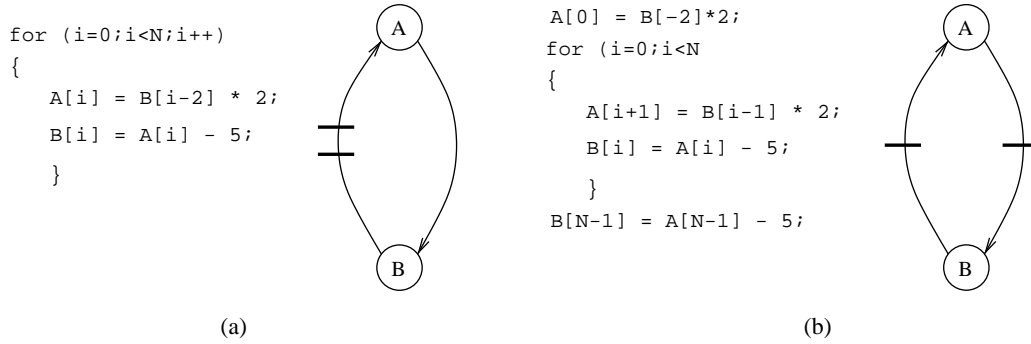 for (i=0;i<N;i++)
{
A[i] = B[i-2] * 2;
B[i] = A[i] - 5;
}
A
B
(a)
A[0] = B[-2]*2;
for (i=0;i<N
{
A[i+1] = B[i-1] * 2;
B[i] = A[i] - 5;
}
B[N-1] = A[N-1] - 5;
A
B
(b)